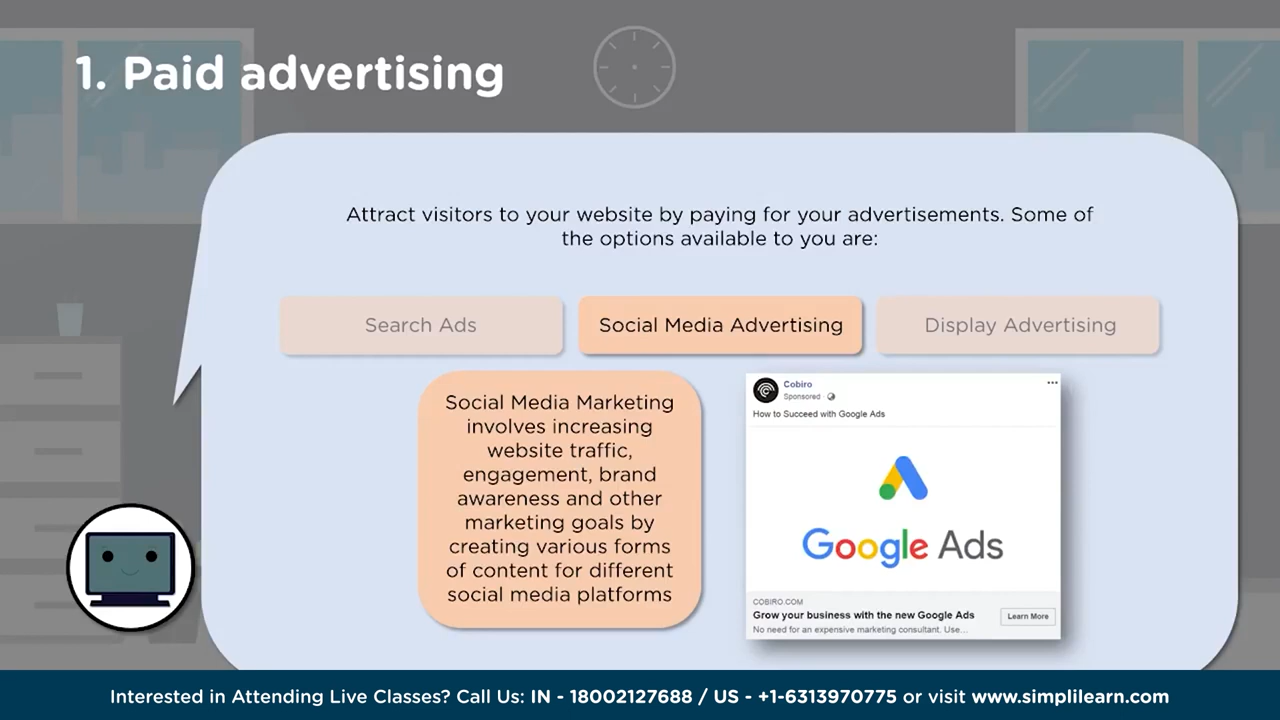 1. Paid advertising
Attract visitors to your website by paying for your advertisements. Some of
the options available to you are:
Search Ads
Social Media Advertising
Display Advertising
Social Media Marketing
involves increasing
website traffic,
engagement, brand
awareness and other
marketing goals by
creating various forms
of content for different
social media platforms
Cobiro
Sponsored ·
How to Succeed with Google Ads
Google Ads
COBIRO.COM
Grow your business with the new Google Ads
No need for an expensive marketing consultant. Use...
Learn More
Interested in Attending Live Classes? Call Us: IN - 18002127688 / US - +1-6313970775 or visit www.simplilearn.com